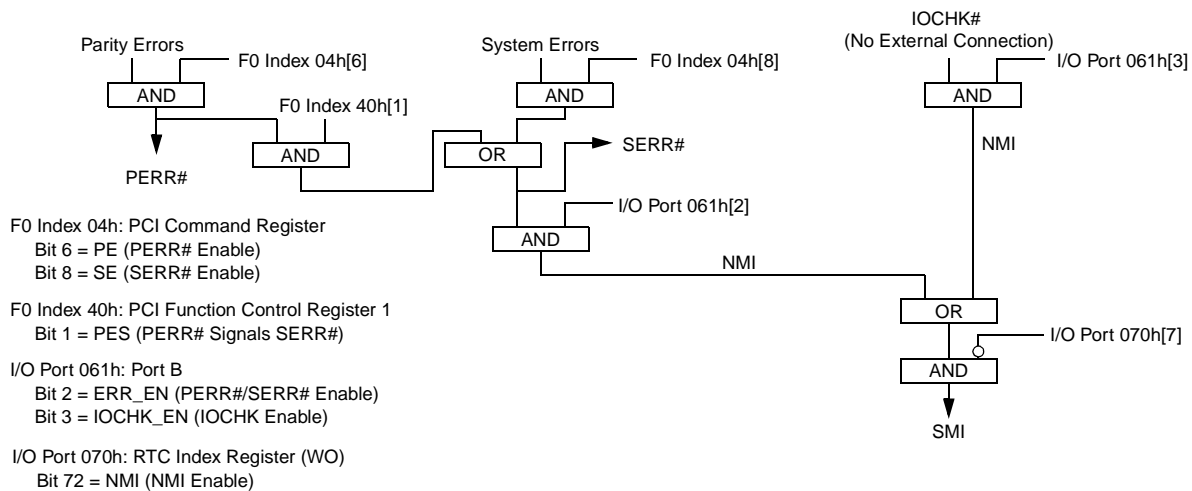 IOCHK#
(No External Connection)
Parity Errors
System Errors
F0 Index 04h[6]
F0 Index 04h[8]
I/O Port 061h[3]
AND
AND
AND
F0 Index 40h[1]
AND
OR
SERR#
NMI
PERR#
I/O Port 061h[2]
AND
NMI
F0 Index 04h: PCI Command Register
Bit 6 = PE (PERR# Enable)
Bit 8 = SE (SERR# Enable)
F0 Index 40h: PCI Function Control Register 1
Bit 1 = PES (PERR# Signals SERR#)
OR
I/O Port 070h[7]
AND
SMI
I/O Port 061h: Port B
Bit 2 = ERR_EN (PERR#/SERR# Enable)
Bit 3 = IOCHK_EN (IOCHK Enable)
I/O Port 070h: RTC Index Register (WO)
Bit 72 = NMI (NMI Enable)